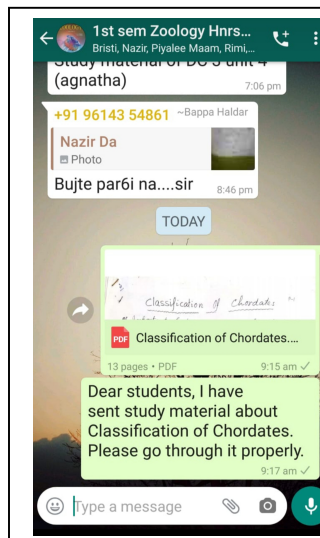 1st sem Zoology Hnrs...
Bristi, Nazir, Piyalee Maam, Rimi,...
Study material of DC 3 unit 4
(agnatha)
7:06 pm
+91 96143 54861 ~Bappa Haldar
Nazir Da
Photo
Bujte par6i na....sir
8:46 pm
TODAY
Classification of Chordates
PDF Classification of Chordates....
13 pages • PDF 9:15 am
Dear students, I have
sent study material about
Classification of Chordates.
Please go through it properly.
9:17 am
Type a message